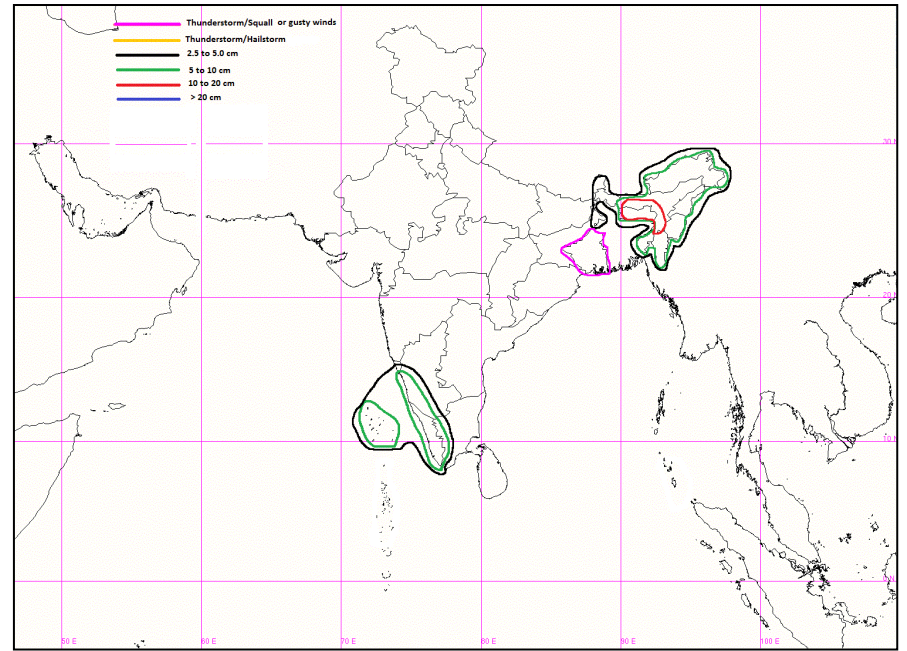 Thunderstorm/Squall or gusty winds
Thunderstorm/Hailstorm
2.5 to 5.0 cm
5 to 10 cm
10 to 20 cm
> 20 cm
30 N
20 N
10 N
0 N
50 E 60 E 70 E 80 E 90 E 100 E